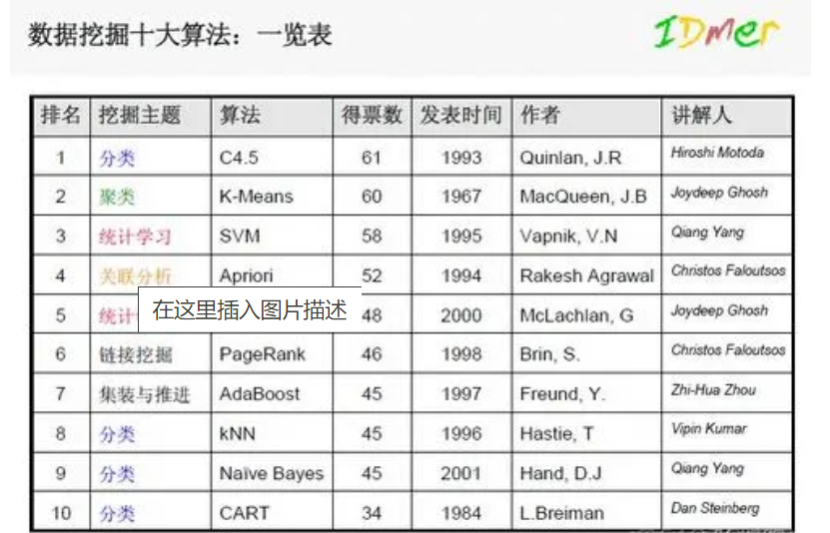 数据挖掘十大算法：一览表
IDMer
排名 挖掘主题 算法 得票数 发表时间 作者 讲解人
1 分类 C4.5 61 1993 Quinlan, J.R Hiroshi Motoda
2 聚类 K-Means 60 1967 MacQueen, J.B Joydeep Ghosh
3 统计学习 SVM 58 1995 Vapnik, V.N Qiang Yang
4 关联分析 Apriori 52 1994 Rakesh Agrawal Christos Faloutsos
5 统计 48 2000 McLachlan, G Joydeep Ghosh
在这里插入图片描述
6 链接挖掘 PageRank 46 1998 Brin, S. Christos Faloutsos
7 集装与推进 AdaBoost 45 1997 Freund, Y. Zhi-Hua Zhou
8 分类 kNN 45 1996 Hastie, T Vipin Kumar
9 分类 Naïve Bayes 45 2001 Hand, D.J Qiang Yang
10 分类 CART 34 1984 L.Breiman Dan Steinberg